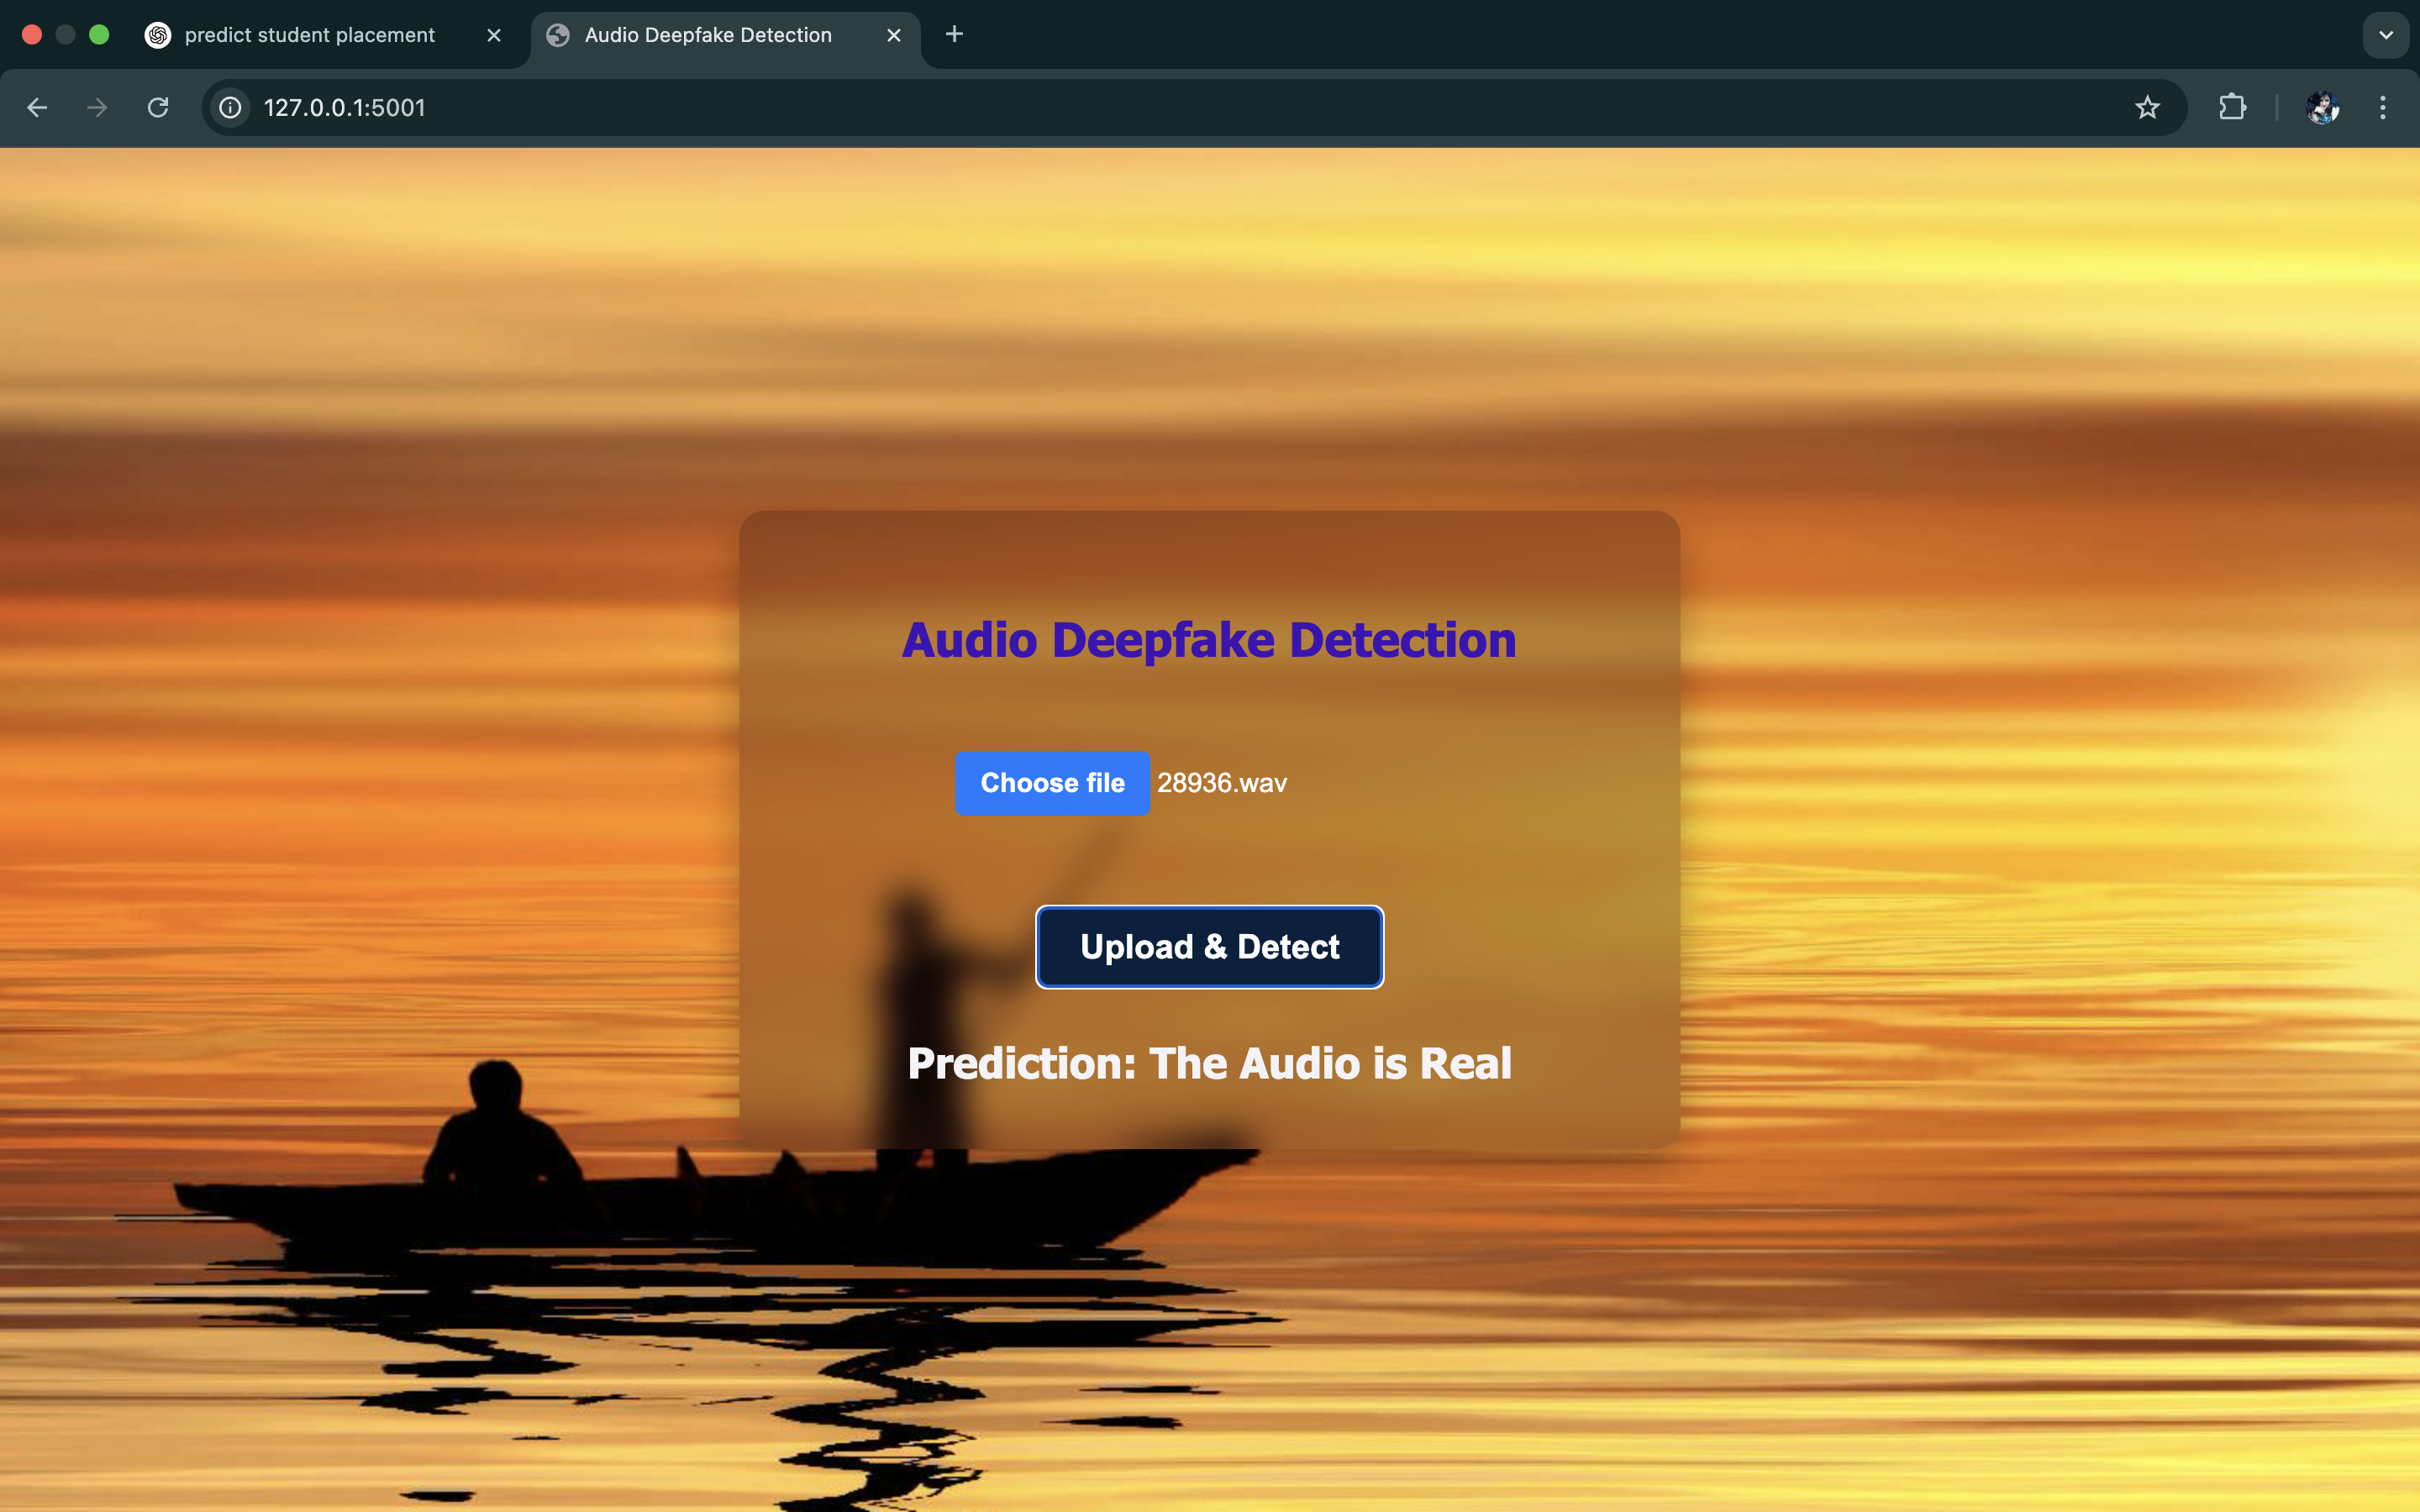 predict student placement
Audio Deepfake Detection
127.0.0.1:5001
Audio Deepfake Detection
Choose file 28936.wav
Upload & Detect
Prediction: The Audio is Real